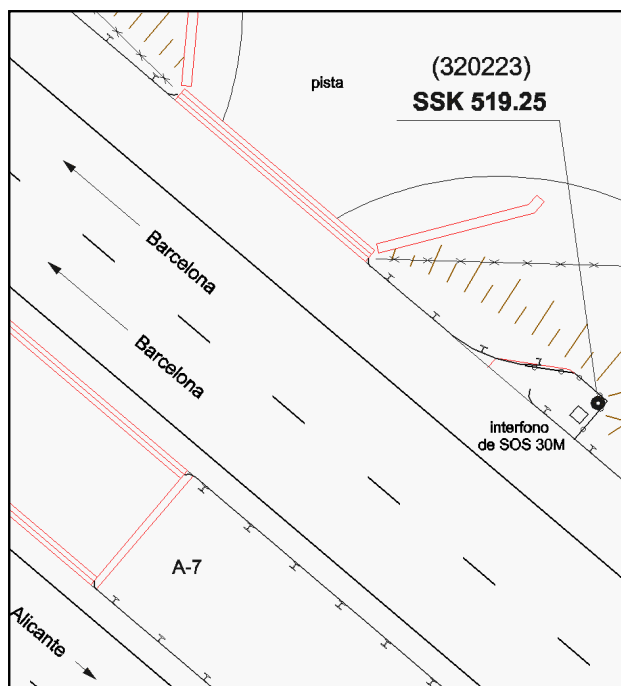 (320223)
pista
SSK 519.25
Barcelona
Barcelona
interfono
de SOS 30M
A-7
Alicante